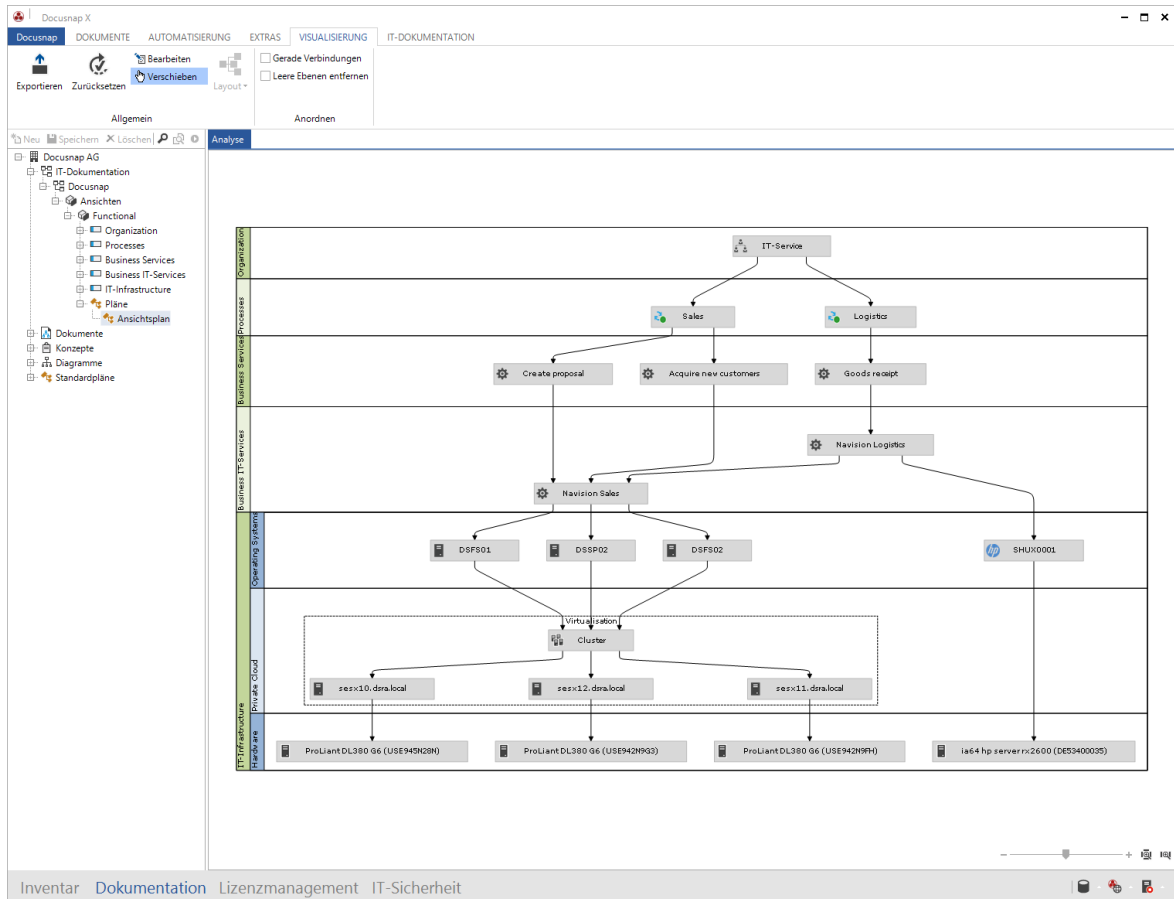 Docusnap X
Docusnap DOKUMENTE AUTOMATISIERUNG EXTRAS VISUALISIERUNG IT-DOKUMENTATION
Exportieren Zurücksetzen Bearbeiten Verschieben Layout Gerade Verbindungen
Leere Ebenen entfernen
Allgemein Anordnen
Neu Speichern Löschen
Analyse
Docusnap AG
IT-Dokumentation
Docusnap
Ansichten
Functional
Organization
Processes
Business Services
Business IT-Services
IT-Infrastructure
Pläne
Ansichtsplan
Dokumente
Konzepte
Diagramme
Standardpläne
Organization
IT-Service
Processes
Sales Logistics
Business Services
Create proposal Acquire new customers Goods receipt
Business IT-Services
Navision Logistics
Navision Sales
IT-Infrastructure
Operating Systems
DSFS01 DSSP02 DSFS02 SHUX0001
Private Cloud
Virtualisation
Cluster
sesx10.dsra.local sesx12.dsra.local sesx11.dsra.local
Hardware
ProLiant DL380 G6 (USE945N28N) ProLiant DL380 G6 (USE942N9G3) ProLiant DL380 G6 (USE942N9FH) ia64 hp server rx2600 (DE53400035)
Inventar Dokumentation Lizenzmanagement IT-Sicherheit